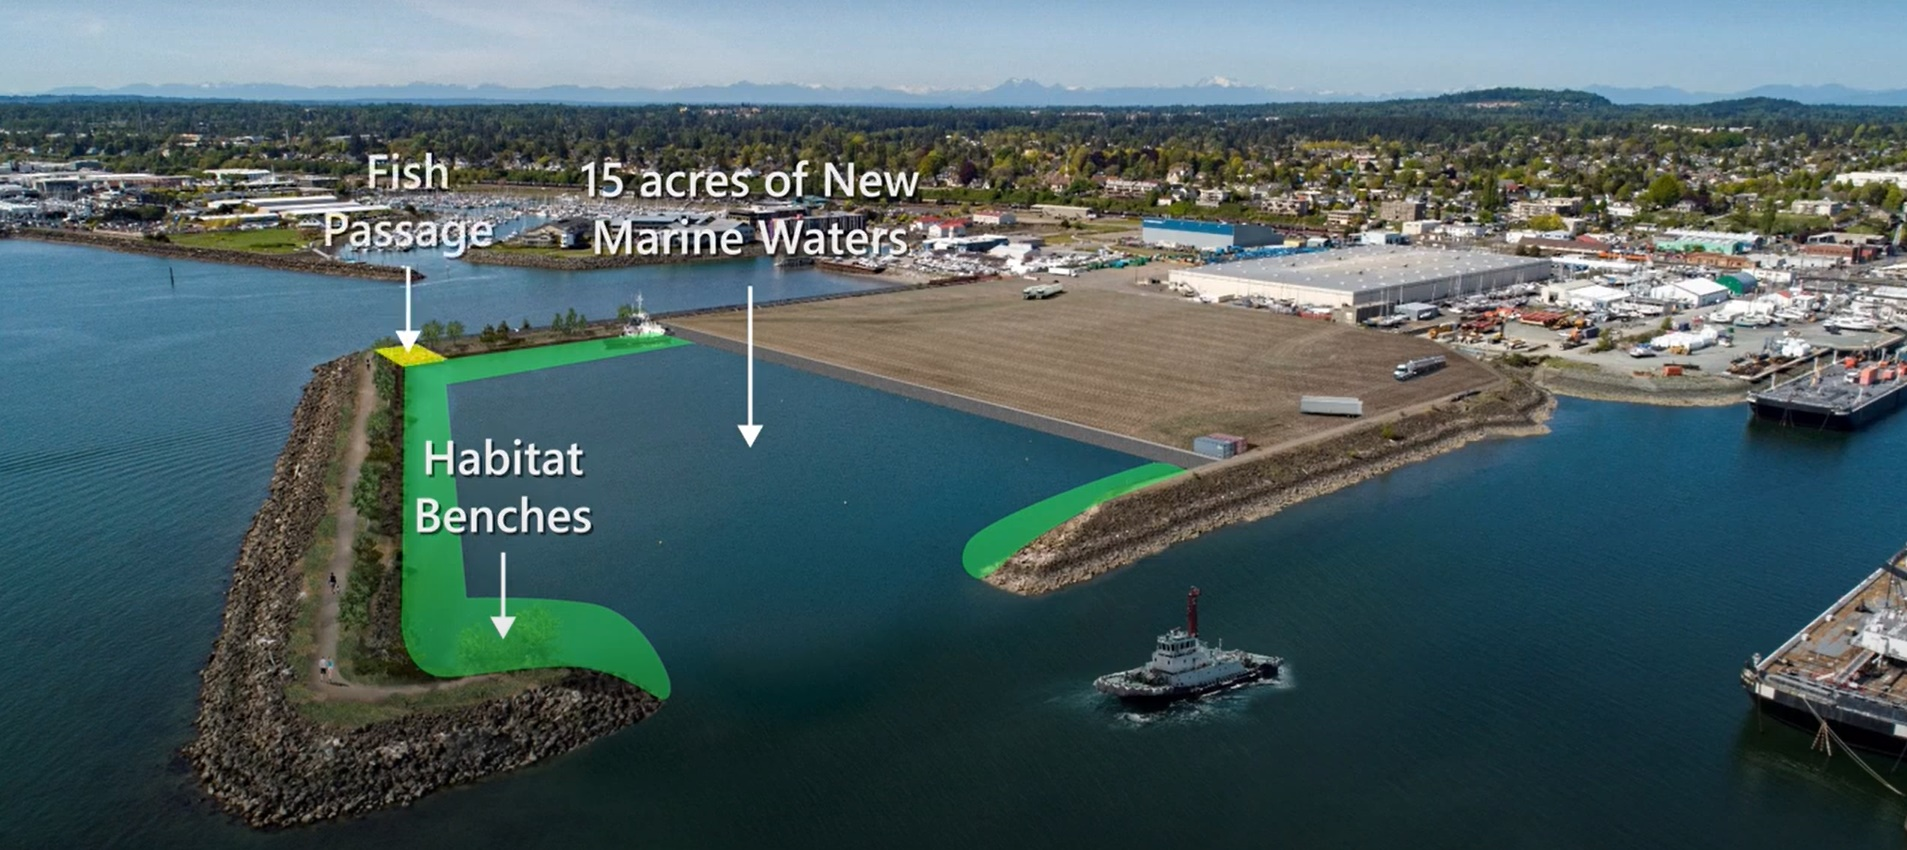 Fish
Passage
15 acres of New
Marine Waters
Habitat
Benches